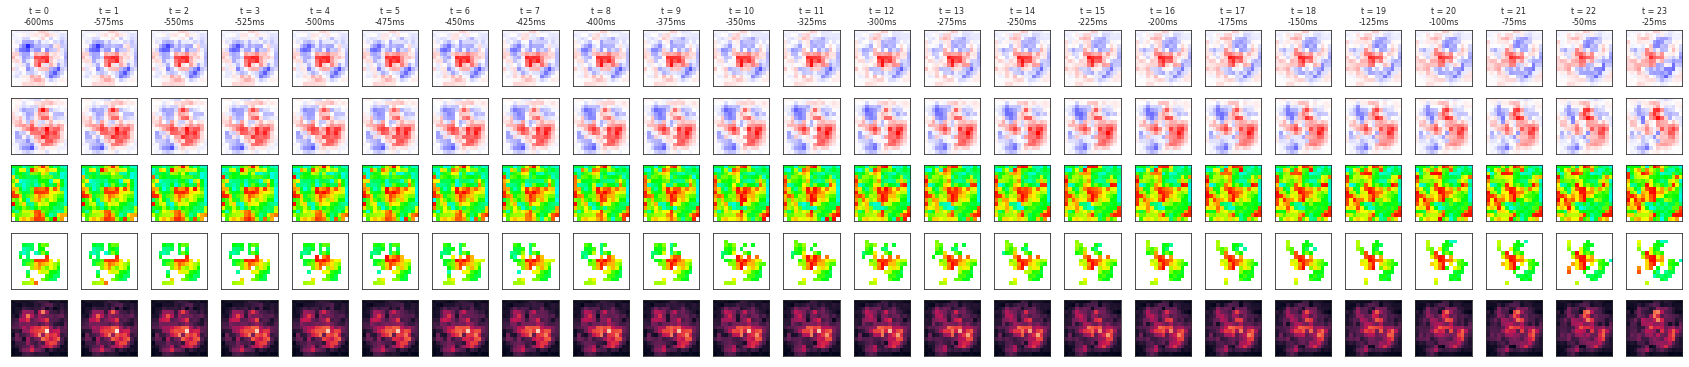 t = 0 t = 1 t = 2 t = 3 t = 4 t = 5 t = 6 t = 7 t = 8 t = 9 t = 10 t = 11 t = 12 t = 13 t = 14 t = 15 t = 16 t = 17 t = 18 t = 19 t = 20 t = 21 t = 22 t = 23
-600ms -575ms -550ms -525ms -500ms -475ms -450ms -425ms -400ms -375ms -350ms -325ms -300ms -275ms -250ms -225ms -200ms -175ms -150ms -125ms -100ms -75ms -50ms -25ms